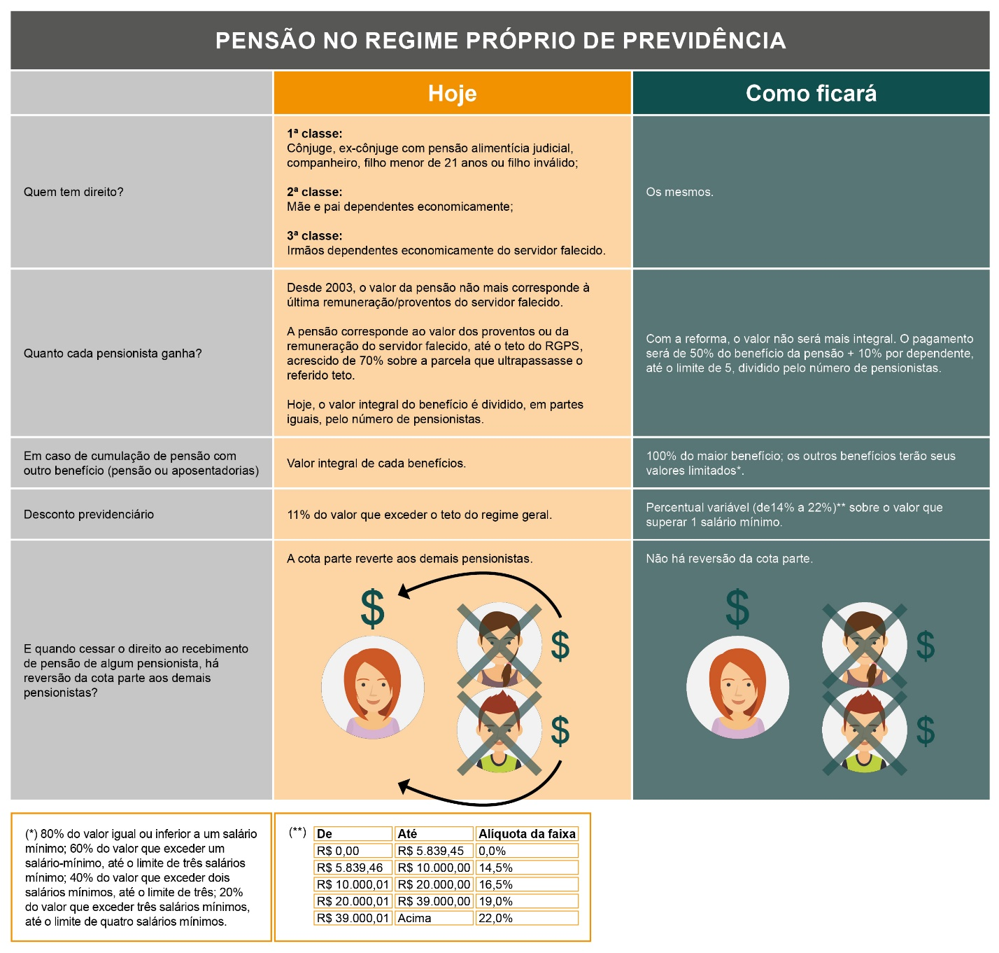 PENSÃO NO REGIME PRÓPRIO DE PREVIDÊNCIA
Hoje
Como ficará
Quem tem direito?
1ª classe:
Cônjuge, ex-cônjuge com pensão alimentícia judicial,
companheiro, filho menor de 21 anos ou filho inválido;
2ª classe:
Mãe e pai dependentes economicamente;
3ª classe:
Irmãos dependentes economicamente do servidor falecido.
Os mesmos.
Quanto cada pensionista ganha?
Desde 2003, o valor da pensão não mais corresponde à
última remuneração/proventos do servidor falecido.
A pensão corresponde ao valor dos proventos ou da
remuneração do servidor falecido, até o teto do RGPS,
acrescido de 70% sobre a parcela que ultrapassasse o
referido teto.
Hoje, o valor integral do benefício é dividido, em partes
iguais, pelo número de pensionistas.
Com a reforma, o valor não será mais integral. O pagamento
será de 50% do benefício da pensão + 10% por dependente,
até o limite de 5, dividido pelo número de pensionistas.
Em caso de cumulação de pensão com
outro benefício (pensão ou aposentadorias)
Valor integral de cada benefícios.
100% do maior benefício; os outros benefícios terão seus
valores limitados*.
Desconto previdenciário
11% do valor que exceder o teto do regime geral.
Percentual variável (de14% a 22%)** sobre o valor que
superar 1 salário mínimo.
E quando cessar o direito ao recebimento
de pensão de algum pensionista, há
reversão da cota parte aos demais
pensionistas?
A cota parte reverte aos demais pensionistas.
$
$
$
Não há reversão da cota parte.
$
$
$
(*) 80% do valor igual ou inferior a um salário
mínimo; 60% do valor que exceder um
salário-mínimo, até o limite de três salários
mínimo; 40% do valor que exceder dois
salários mínimos, até o limite de três; 20%
do valor que exceder três salários mínimos,
até o limite de quatro salários mínimos.
(**) De Até Alíquota da faixa
R$ 0,00 R$ 5.839,45 0,0%
R$ 5.839,46 R$ 10.000,00 14,5%
R$ 10.000,01 R$ 20.000,00 16,5%
R$ 20.000,01 R$ 39.000,00 19,0%
R$ 39.000,01 Acima 22,0%